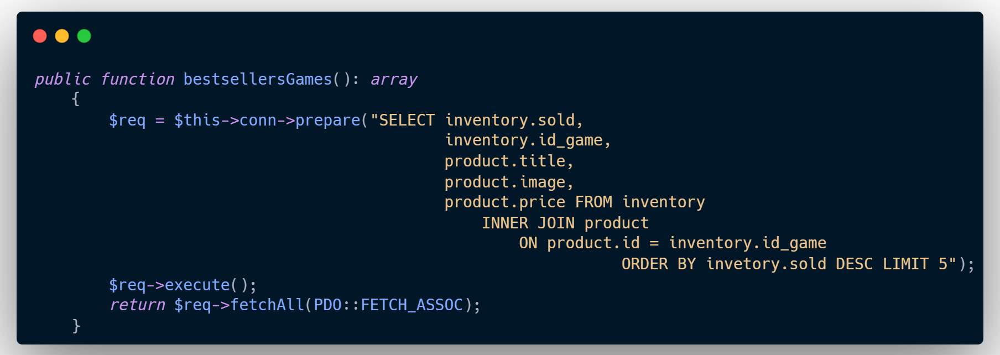 public function bestsellersGames(): array
{
$req = $this->conn->prepare("SELECT inventory.sold,
inventory.id_game,
product.title,
product.image,
product.price FROM inventory
INNER JOIN product
ON product.id = inventory.id_game
ORDER BY invetory.sold DESC LIMIT 5");
$req->execute();
return $req->fetchAll(PDO::FETCH_ASSOC);
}